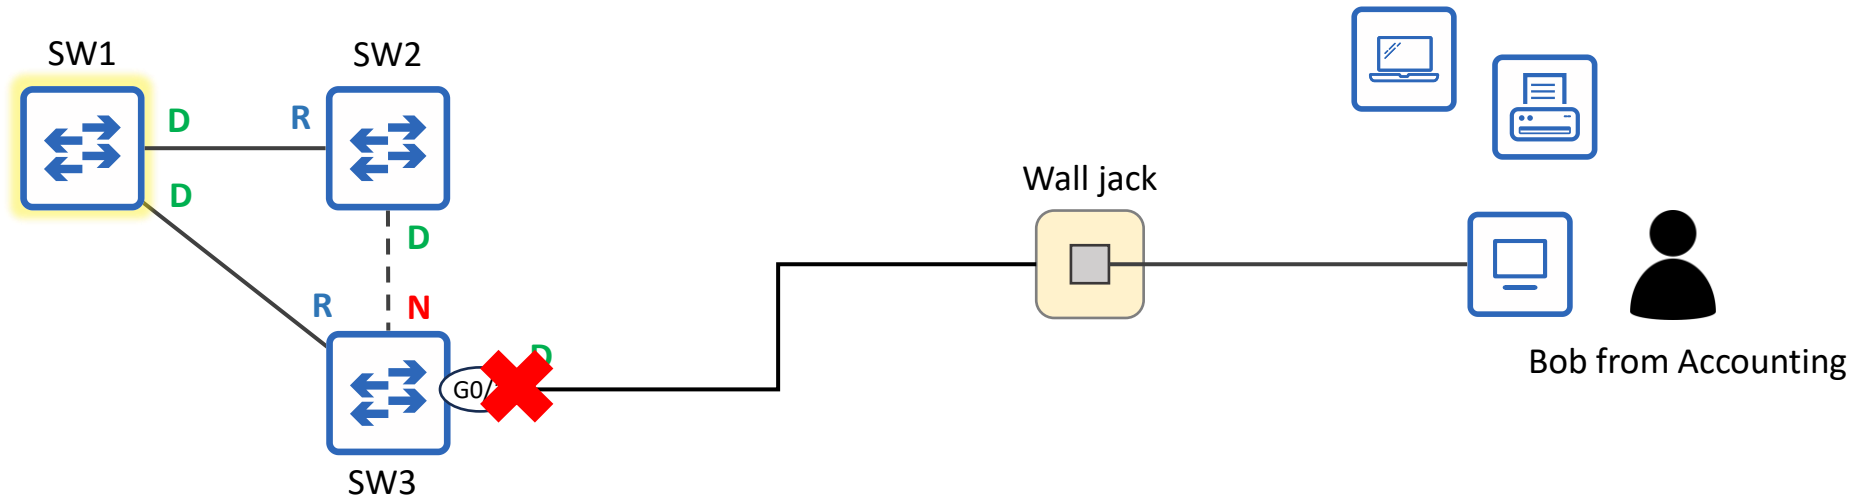 SW1
SW2
D
R
D
D
R
N
D
G0/
SW3
Wall jack
Bob from Accounting